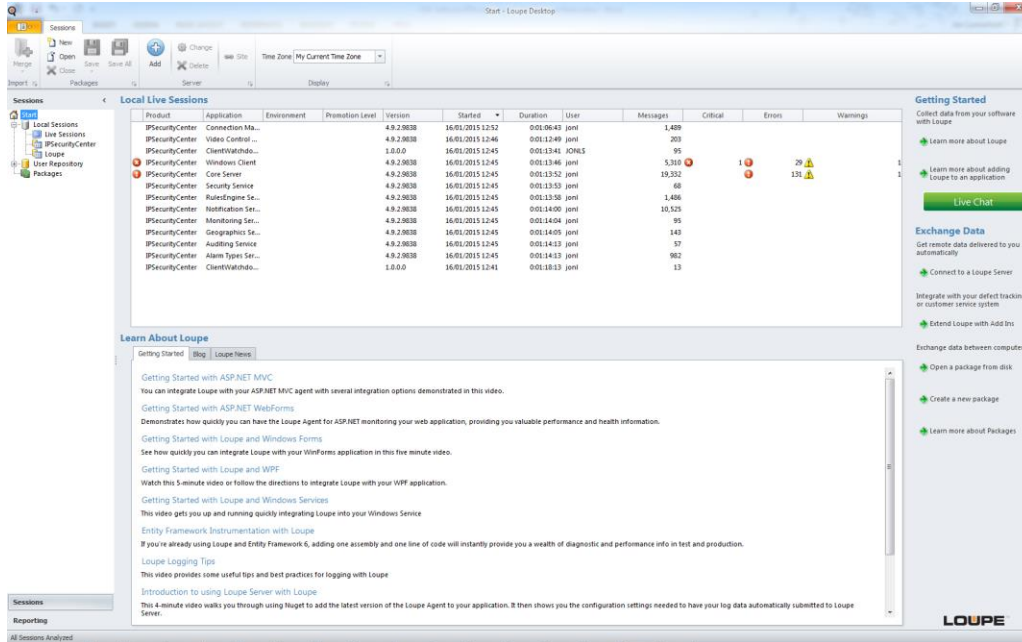 Start - Loupe Desktop
Sessions
New
Open
Close
Merge
Save
Save All
Add
Change
Delete
Site
Time Zone My Current Time Zone
Import
Packages
Server
Display
Sessions
Start
Local Sessions
Live Sessions
IPSecurityCenter
Loupe
User Repository
Packages
Local Live Sessions
Product Application Environment Promotion Level Version Started Duration User Messages Critical Errors Warnings
IPSecurityCenter Connection Ma... 4.9.2.9838 16/01/2015 12:52 0:01:06:43 jonl 1,489
IPSecurityCenter Video Control ... 4.9.2.9838 16/01/2015 12:46 0:01:12:49 jonl 203
IPSecurityCenter ClientWatchdo... 1.0.0.0 16/01/2015 12:45 0:01:13:41 JONL$ 95
IPSecurityCenter Windows Client 4.9.2.9838 16/01/2015 12:45 0:01:13:46 jonl 5,310 1 29 1
IPSecurityCenter Core Server 4.9.2.9838 16/01/2015 12:45 0:01:13:52 jonl 19,332 131 1
IPSecurityCenter Security Service 4.9.2.9838 16/01/2015 12:45 0:01:13:53 jonl 68
IPSecurityCenter RulesEngine Se... 4.9.2.9838 16/01/2015 12:45 0:01:13:58 jonl 1,486
IPSecurityCenter Notification Ser... 4.9.2.9838 16/01/2015 12:45 0:01:14:00 jonl 10,525
IPSecurityCenter Monitoring Ser... 4.9.2.9838 16/01/2015 12:45 0:01:14:04 jonl 95
IPSecurityCenter Geographics Se... 4.9.2.9838 16/01/2015 12:45 0:01:14:05 jonl 143
IPSecurityCenter Auditing Service 4.9.2.9838 16/01/2015 12:45 0:01:14:13 jonl 57
IPSecurityCenter Alarm Types Ser... 4.9.2.9838 16/01/2015 12:45 0:01:14:13 jonl 982
IPSecurityCenter ClientWatchdo... 1.0.0.0 16/01/2015 12:41 0:01:18:13 jonl 13
Learn About Loupe
Getting Started Blog Loupe News
Getting Started with ASP.NET MVC
You can integrate Loupe with your ASP.NET MVC agent with several integration options demonstrated in this video.
Getting Started with ASP.NET WebForms
Demonstrates how quickly you can have the Loupe Agent for ASP.NET monitoring your web application, providing you valuable performance and health information.
Getting Started with Loupe and Windows Forms
See how quickly you can integrate Loupe with your WinForms application in this five minute video.
Getting Started with Loupe and WPF
Watch this 5-minute video or follow the directions to integrate Loupe with your WPF application.
Getting Started with Loupe and Windows Services
This video gets you up and running quickly integrating Loupe into your Windows Service
Entity Framework Instrumentation with Loupe
If you're already using Loupe and Entity Framework 6, adding one assembly and one line of code will instantly provide you a wealth of diagnostic and performance info in test and production.
Loupe Logging Tips
This video provides some useful tips and best practices for logging with Loupe
Introduction to using Loupe Server with Loupe
This 4-minute video walks you through using Nuget to add the latest version of the Loupe Agent to your application. It then shows you the configuration settings needed to have your log data automatically submitted to Loupe
Server.
Getting Started
Collect data from your software
with Loupe
Learn more about Loupe
Learn more about adding
Loupe to an application
Live Chat
Exchange Data
Get remote data delivered to you
automatically
Connect to a Loupe Server
Integrate with your defect trackin
or customer service system
Extend Loupe with Add Ins
Exchange data between compute
Open a package from disk
Create a new package
Learn more about Packages
LOUPE
Sessions
Reporting
All Sessions Analyzed